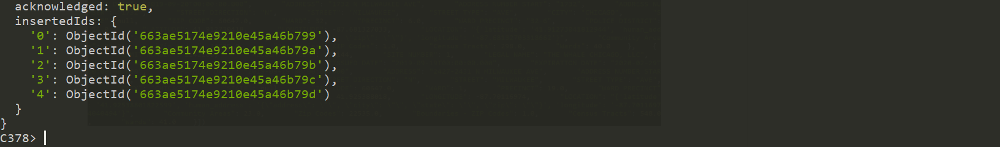 acknowledged: true,
insertedIds: {
'0': ObjectId('663ae5174e9210e45a46b799'),
'1': ObjectId('663ae5174e9210e45a46b79a'),
'2': ObjectId('663ae5174e9210e45a46b79b'),
'3': ObjectId('663ae5174e9210e45a46b79c'),
'4': ObjectId('663ae5174e9210e45a46b79d')
}
}
C378>